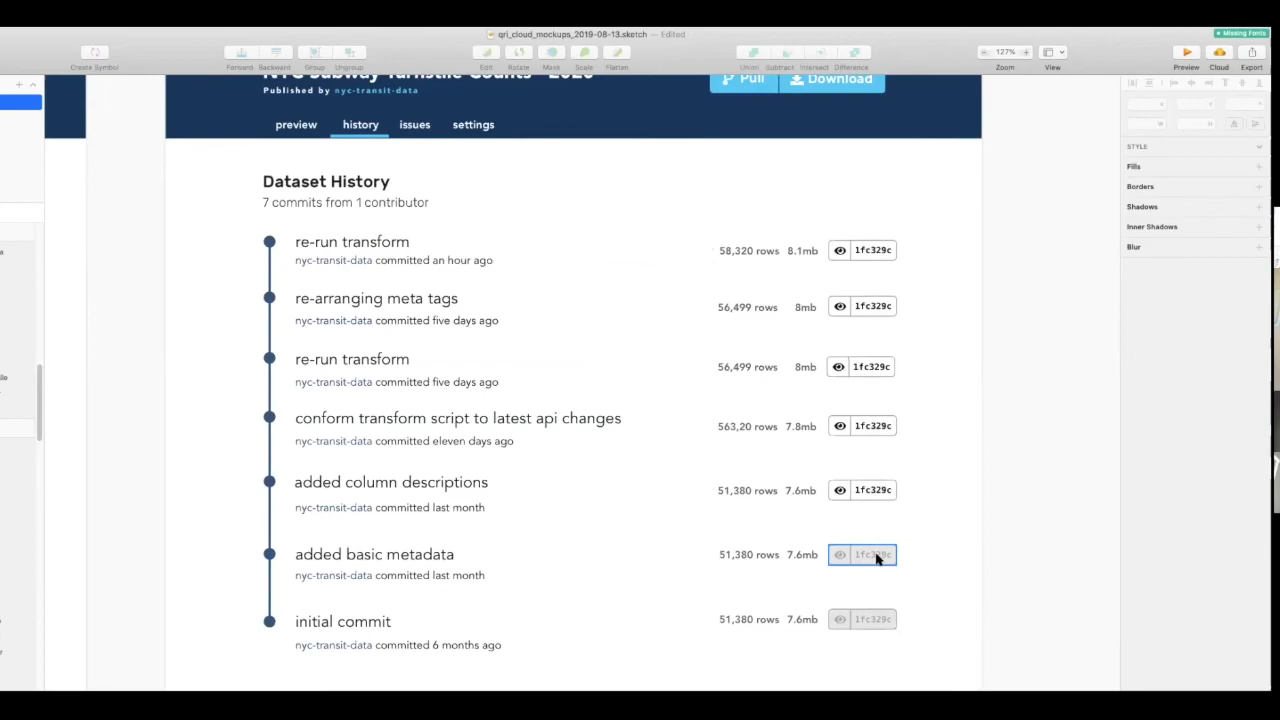 qri_cloud_mockups_2019-08-13.sketch — Edited
Missing Fonts
Create Symbol
Forward Backward Group Ungroup
Edit Rotate Mask Scale Flatten
Union Subtract Intersect Difference
127%
Zoom View
Preview Cloud Export
Pull Download
Published by nyc-transit-data
preview history issues settings
Dataset History
7 commits from 1 contributor
re-run transform
nyc-transit-data committed an hour ago
58,320 rows 8.1mb 1fc329c
re-arranging meta tags
nyc-transit-data committed five days ago
56,499 rows 8mb 1fc329c
re-run transform
nyc-transit-data committed five days ago
56,499 rows 8mb 1fc329c
conform transform script to latest api changes
nyc-transit-data committed eleven days ago
563,20 rows 7.8mb 1fc329c
added column descriptions
nyc-transit-data committed last month
51,380 rows 7.6mb 1fc329c
added basic metadata
nyc-transit-data committed last month
51,380 rows 7.6mb 1fc329c
initial commit
nyc-transit-data committed 6 months ago
51,380 rows 7.6mb 1fc329c
STYLE
Fills
Borders
Shadows
Inner Shadows
Blur